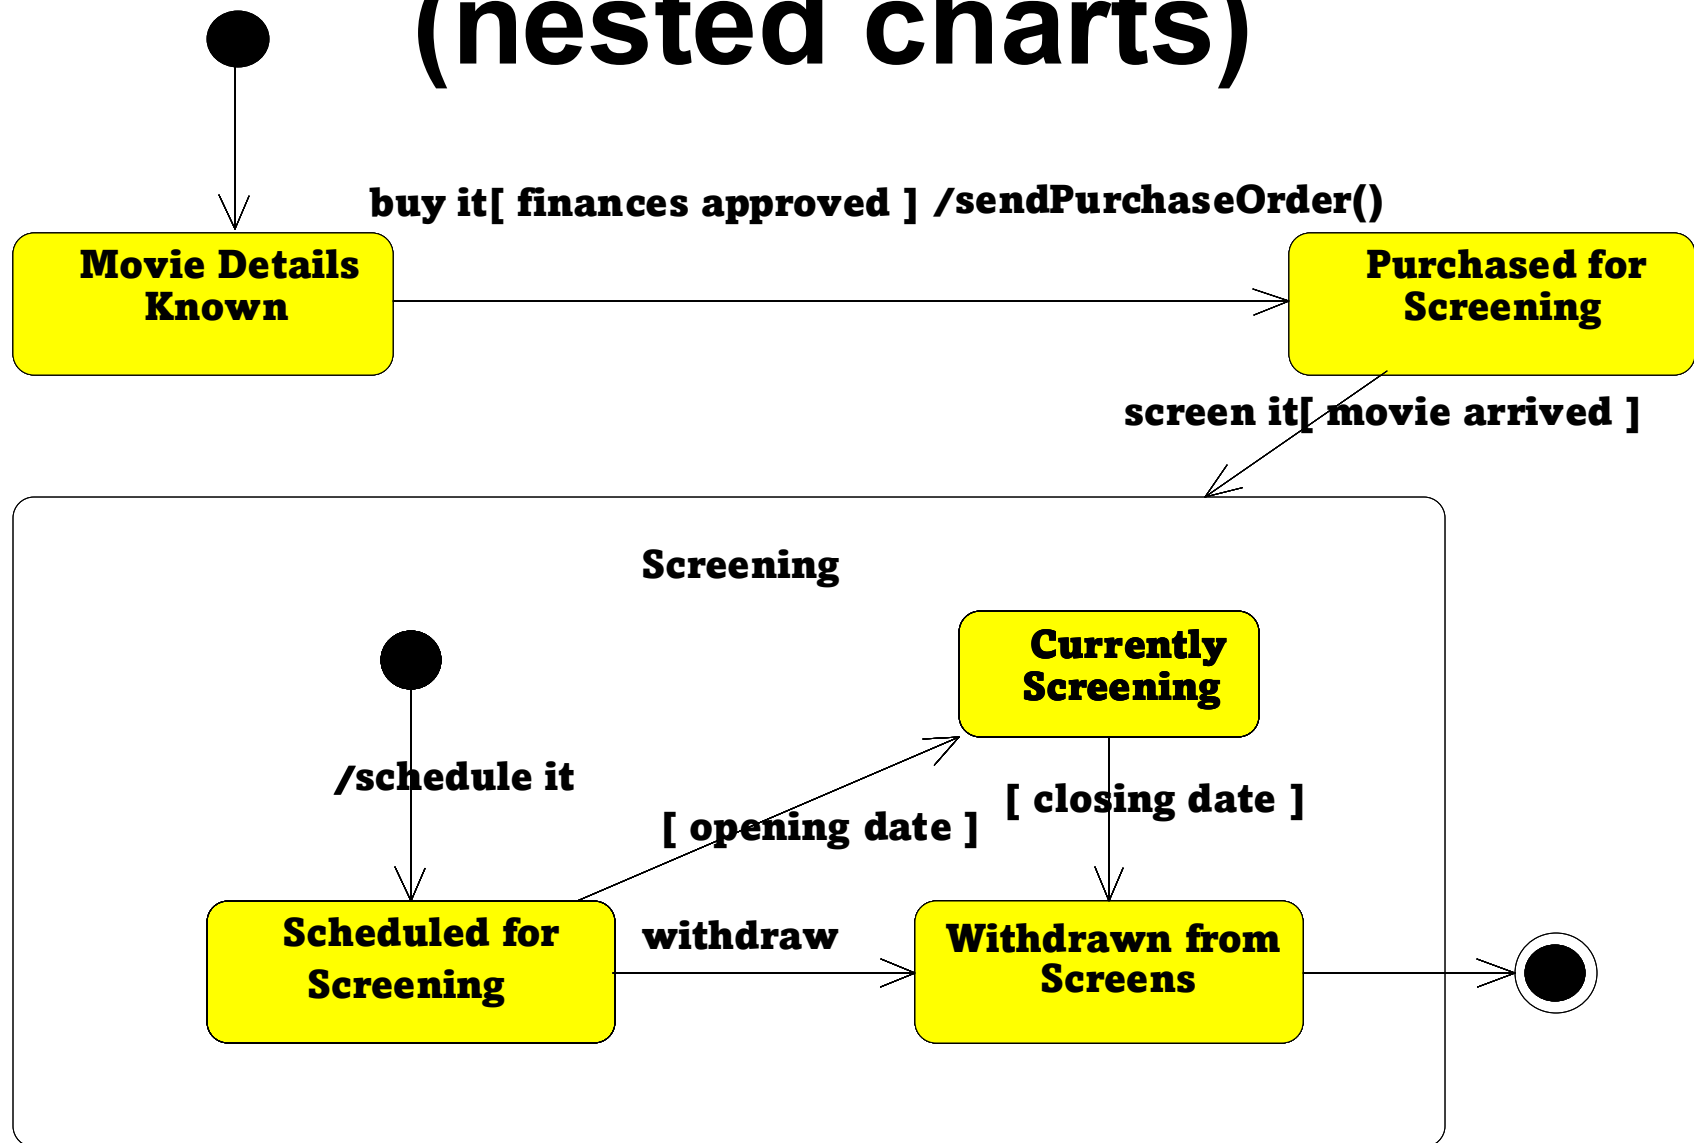 (nested charts)
buy it[ finances approved ] /sendPurchaseOrder()
Movie Details
Known
Purchased for
Screening
screen it[ movie arrived ]
Screening
Currently
Screening
/schedule it
[ opening date ]
[ closing date ]
Scheduled for
Screening
withdraw
Withdrawn from
Screens